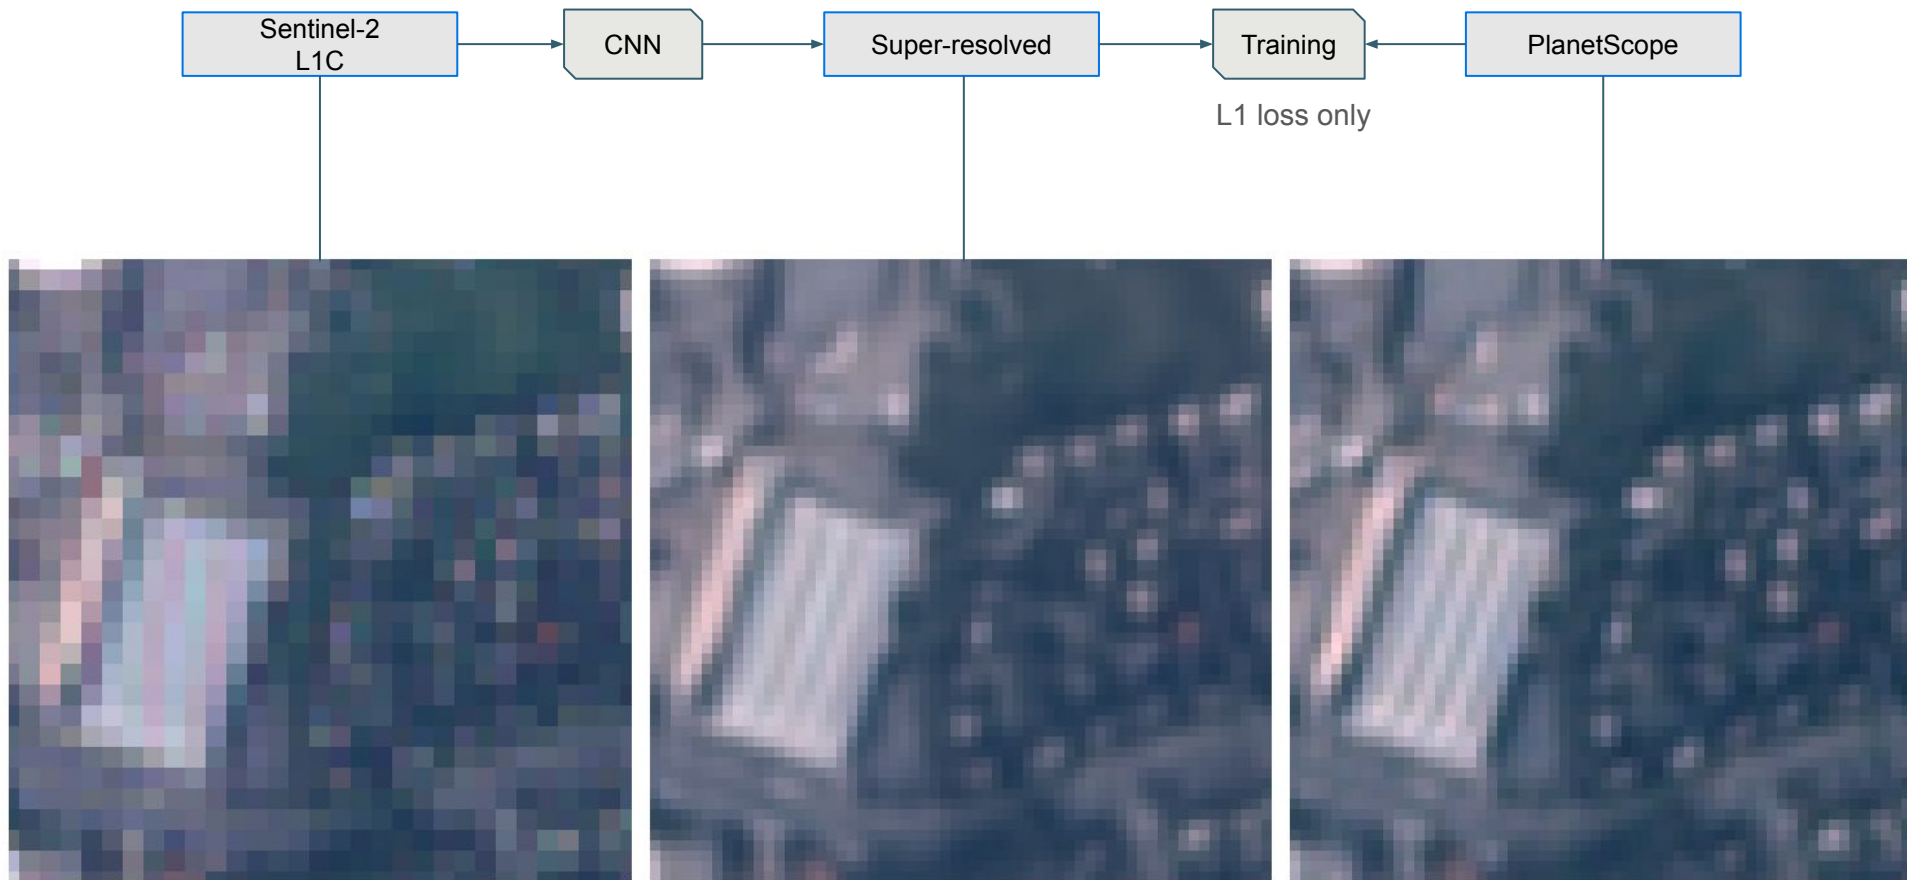 Sentinel-2
L1C
CNN
Super-resolved
Training
PlanetScope
L1 loss only